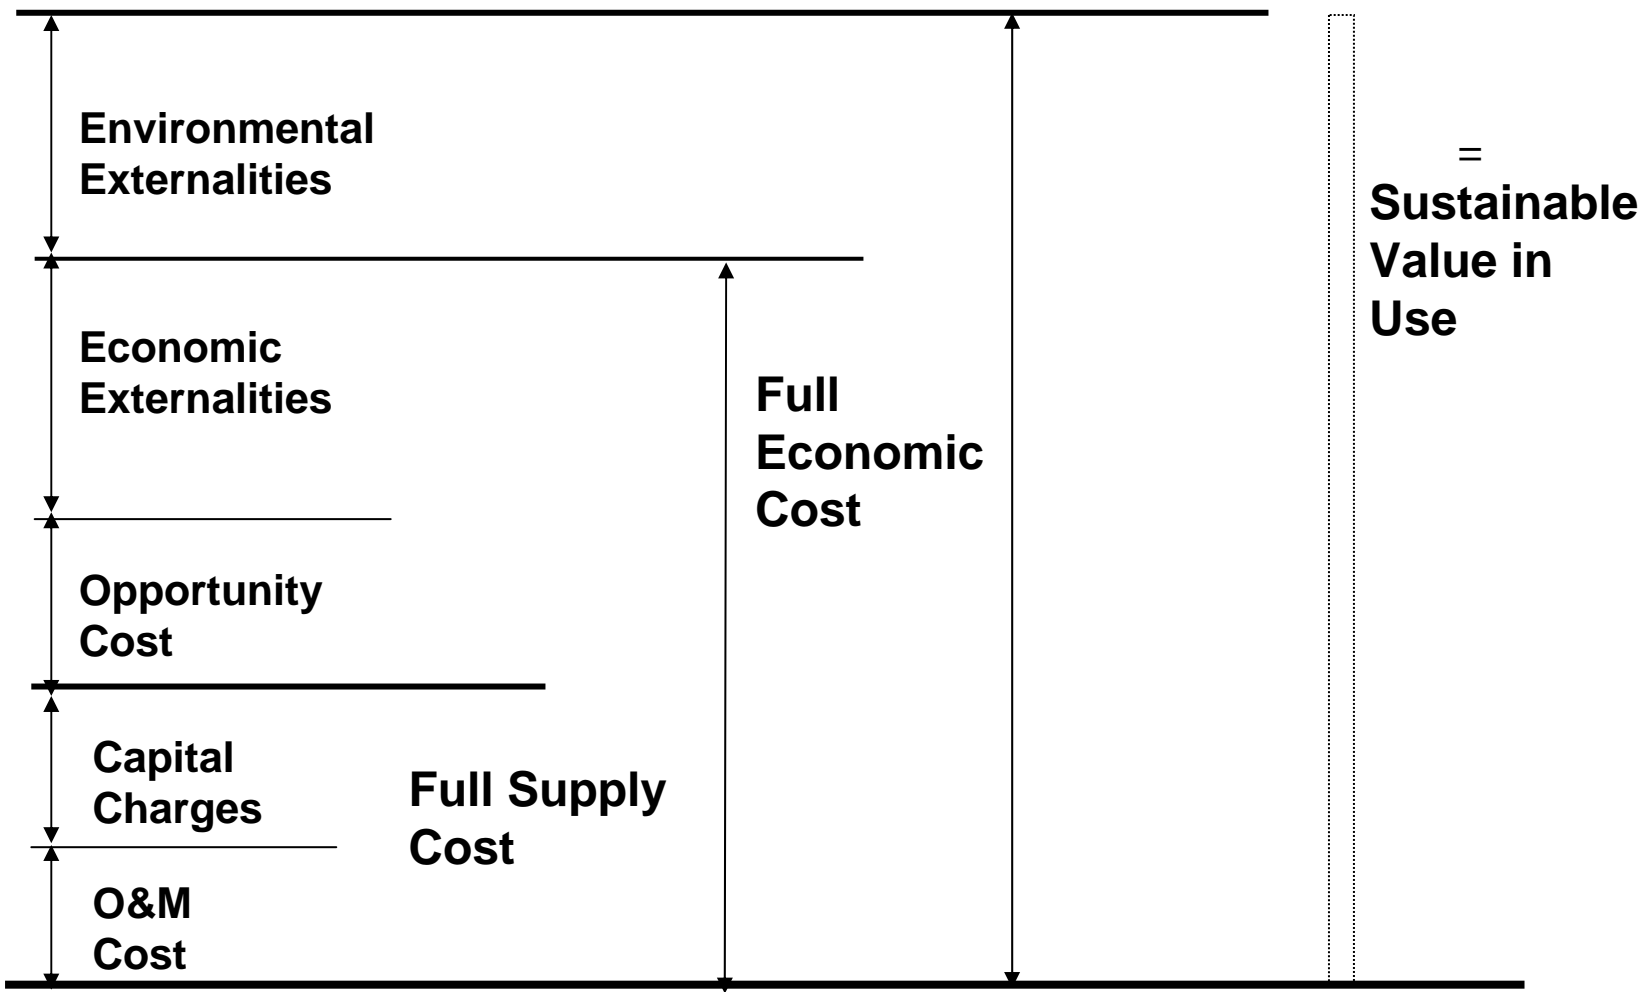 Environmental
Externalities
=
Sustainable
Value in
Use
Economic
Externalities
Full
Economic
Cost
Opportunity
Cost
Capital
Charges
Full Supply
Cost
O&M
Cost